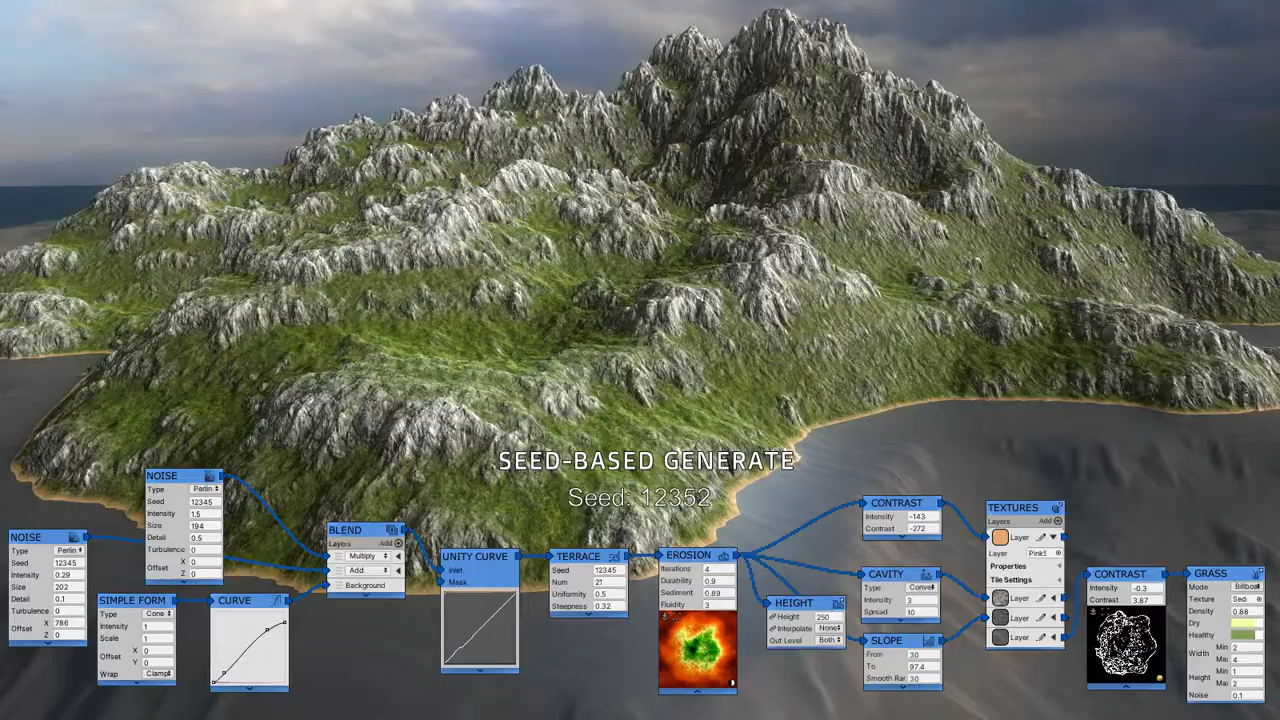 SEED-BASED GENERATE
Seed: 12352
NOISE
Type Perlin
Seed 12345
Intensity 0.29
Size 202
Detail 0.1
Turbulence 0
Offset X 786
Z 0
NOISE
Type Perlin
Seed 12345
Intensity 1.5
Size 194
Detail 0.5
Turbulence 0
Offset X 0
Z 0
SIMPLE FORM
Type Cone
Intensity 1
Scale 1
Offset X 0
Y 0
Wrap Clamp
CURVE
BLEND
Layers Add
Multiply
Add
Background
UNITY CURVE
Inlet
Mask
TERRACE
Seed 12345
Num 21
Uniformity 0.5
Steepness 0.32
EROSION
Iterations 4
Durability 0.9
Sediment 0.89
Fluidity 3
HEIGHT
Height 250
Interpolate None
Out Level Both
CONTRAST
Intensity -143
Contrast -272
CAVITY
Type Conve
Intensity 3
Spread 10
SLOPE
From 30
To 97.4
Smooth Rar 30
TEXTURES
Layers Add
Layer
Layer PinkS
Properties
Tile Settings
Layer
Layer
Layer
CONTRAST
Intensity -0.3
Contrast 3.87
GRASS
Mode Billboa
Texture Sed
Density 0.88
Dry
Healthy
Width Min 2
Max 4
Height Min 1
Max 2
Noise 0.1